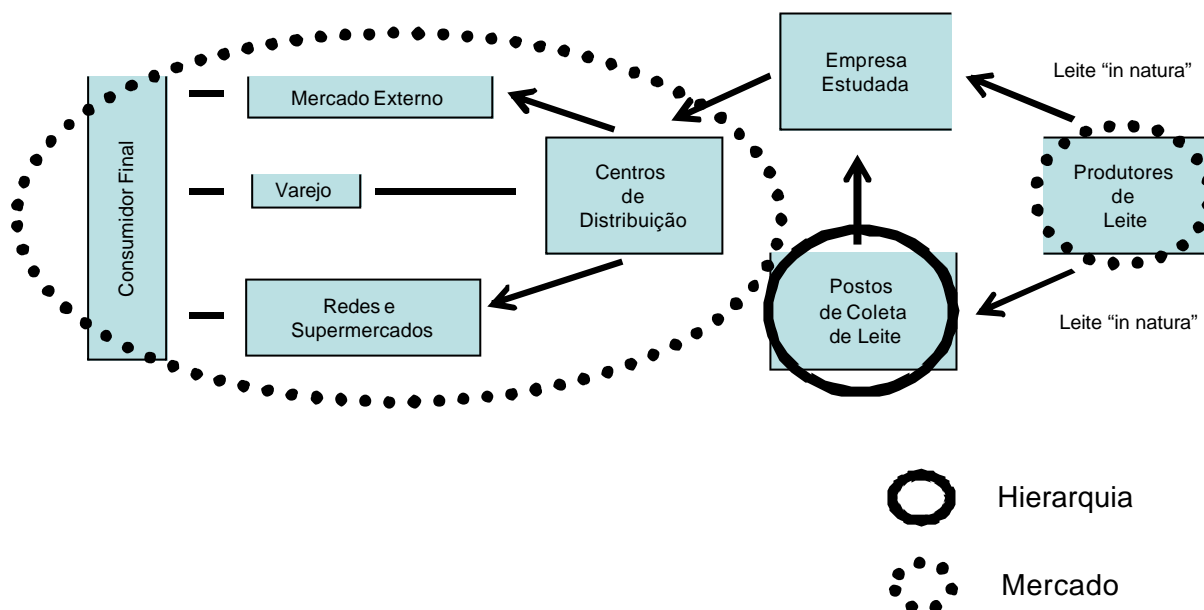 Consumidor Final
Mercado Externo
Varejo
Redes e
Supermercados
Centros
de
Distribuição
Empresa
Estudada
Postos
de Coleta
de Leite
Leite “in natura”
Produtores
de
Leite
Leite “in natura”
Hierarquia
Mercado